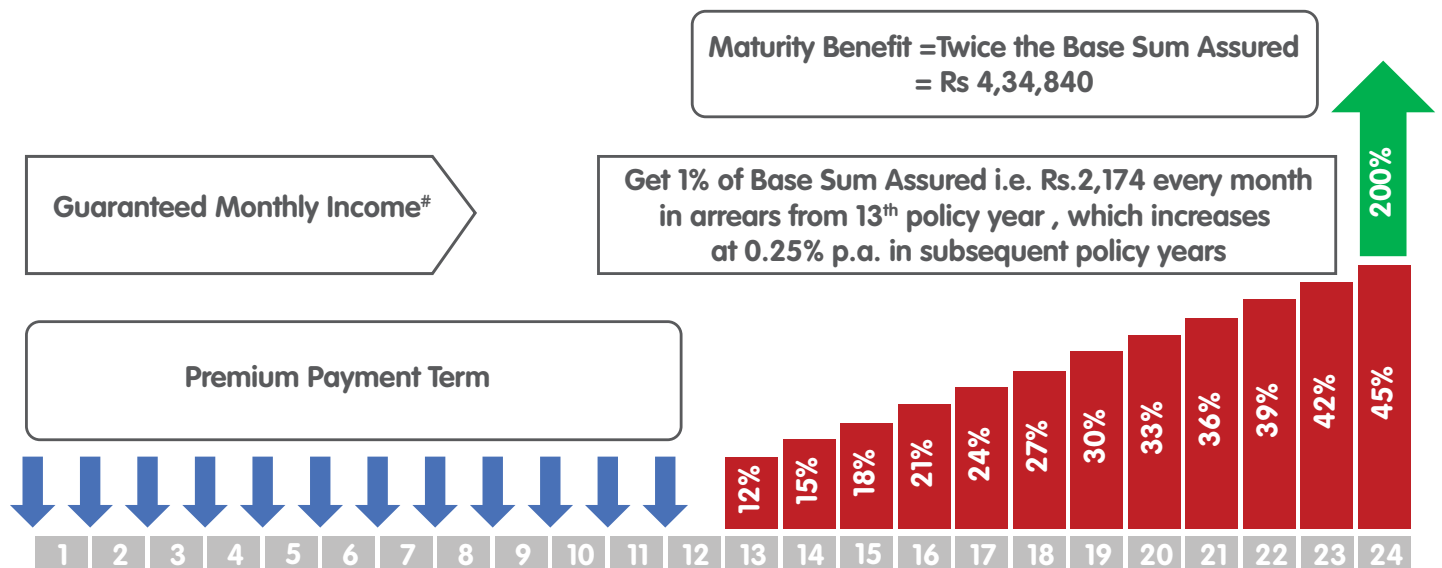 Maturity Benefit =Twice the Base Sum Assured
= Rs 4,34,840
200%
Guaranteed Monthly Income#
Get 1% of Base Sum Assured i.e. Rs.2,174 every month
in arrears from 13th policy year , which increases
at 0.25% p.a. in subsequent policy years
Premium Payment Term
12% 15% 18% 21% 24% 27% 30% 33% 36% 39% 42% 45%
1 2 3 4 5 6 7 8 9 10 11 12 13 14 15 16 17 18 19 20 21 22 23 24